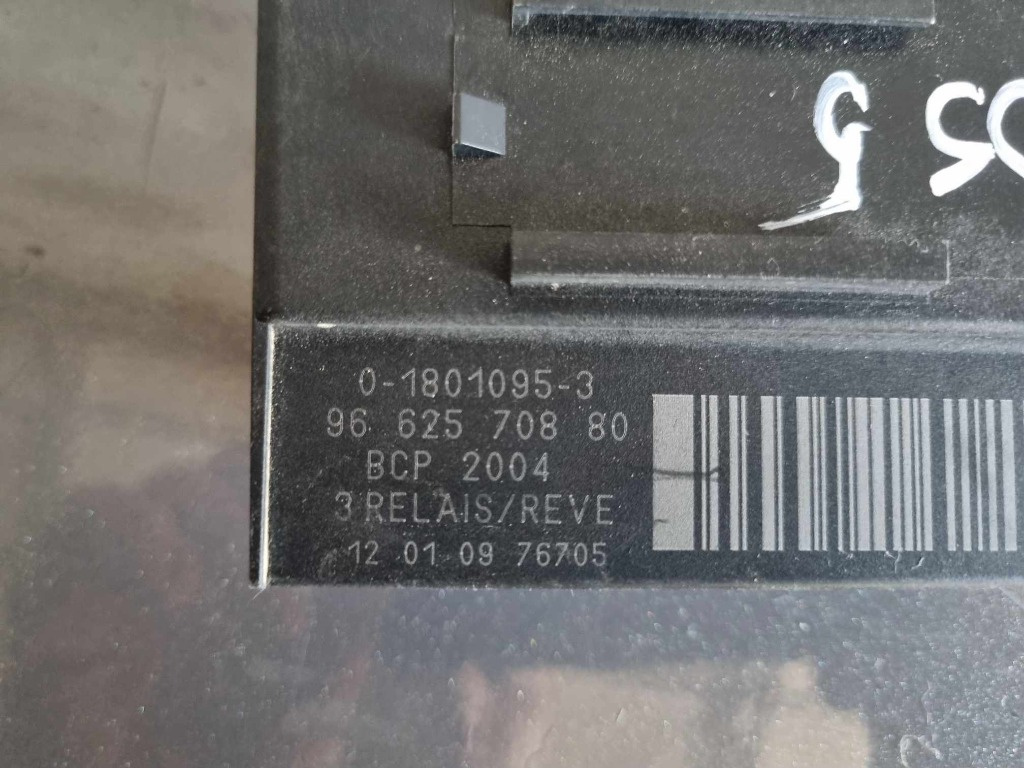 0-1801095-3
96 625 708 80
BCP 2004
3 RELAIS/REVE
12 01 09 76705